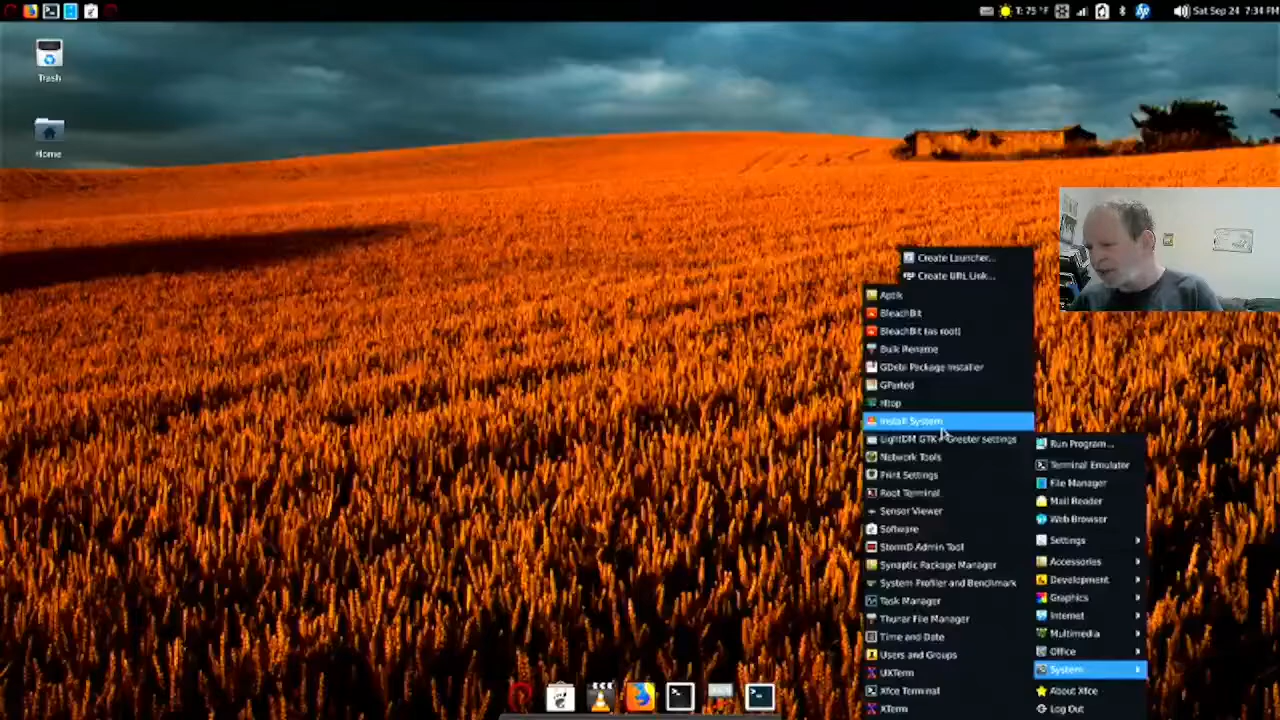 T: 75 °F
Sat Sep 24 7:34 PM
Trash
Home
Create Launcher...
Create URL Link...
Aptik
BleachBit
BleachBit (as root)
Bulk Rename
GDebi Package Installer
GParted
Htop
Install System
LightDM GTK+ Greeter settings
Network Tools
Print Settings
Root Terminal
Sensor Viewer
Software
StormD Admin Tool
Synaptic Package Manager
System Profiler and Benchmark
Task Manager
Thunar File Manager
Time and Date
Users and Groups
UXTerm
Xfce Terminal
XTerm
Run Program...
Terminal Emulator
File Manager
Mail Reader
Web Browser
Settings
Accessories
Development
Graphics
Internet
Multimedia
Office
System
About Xfce
Log Out